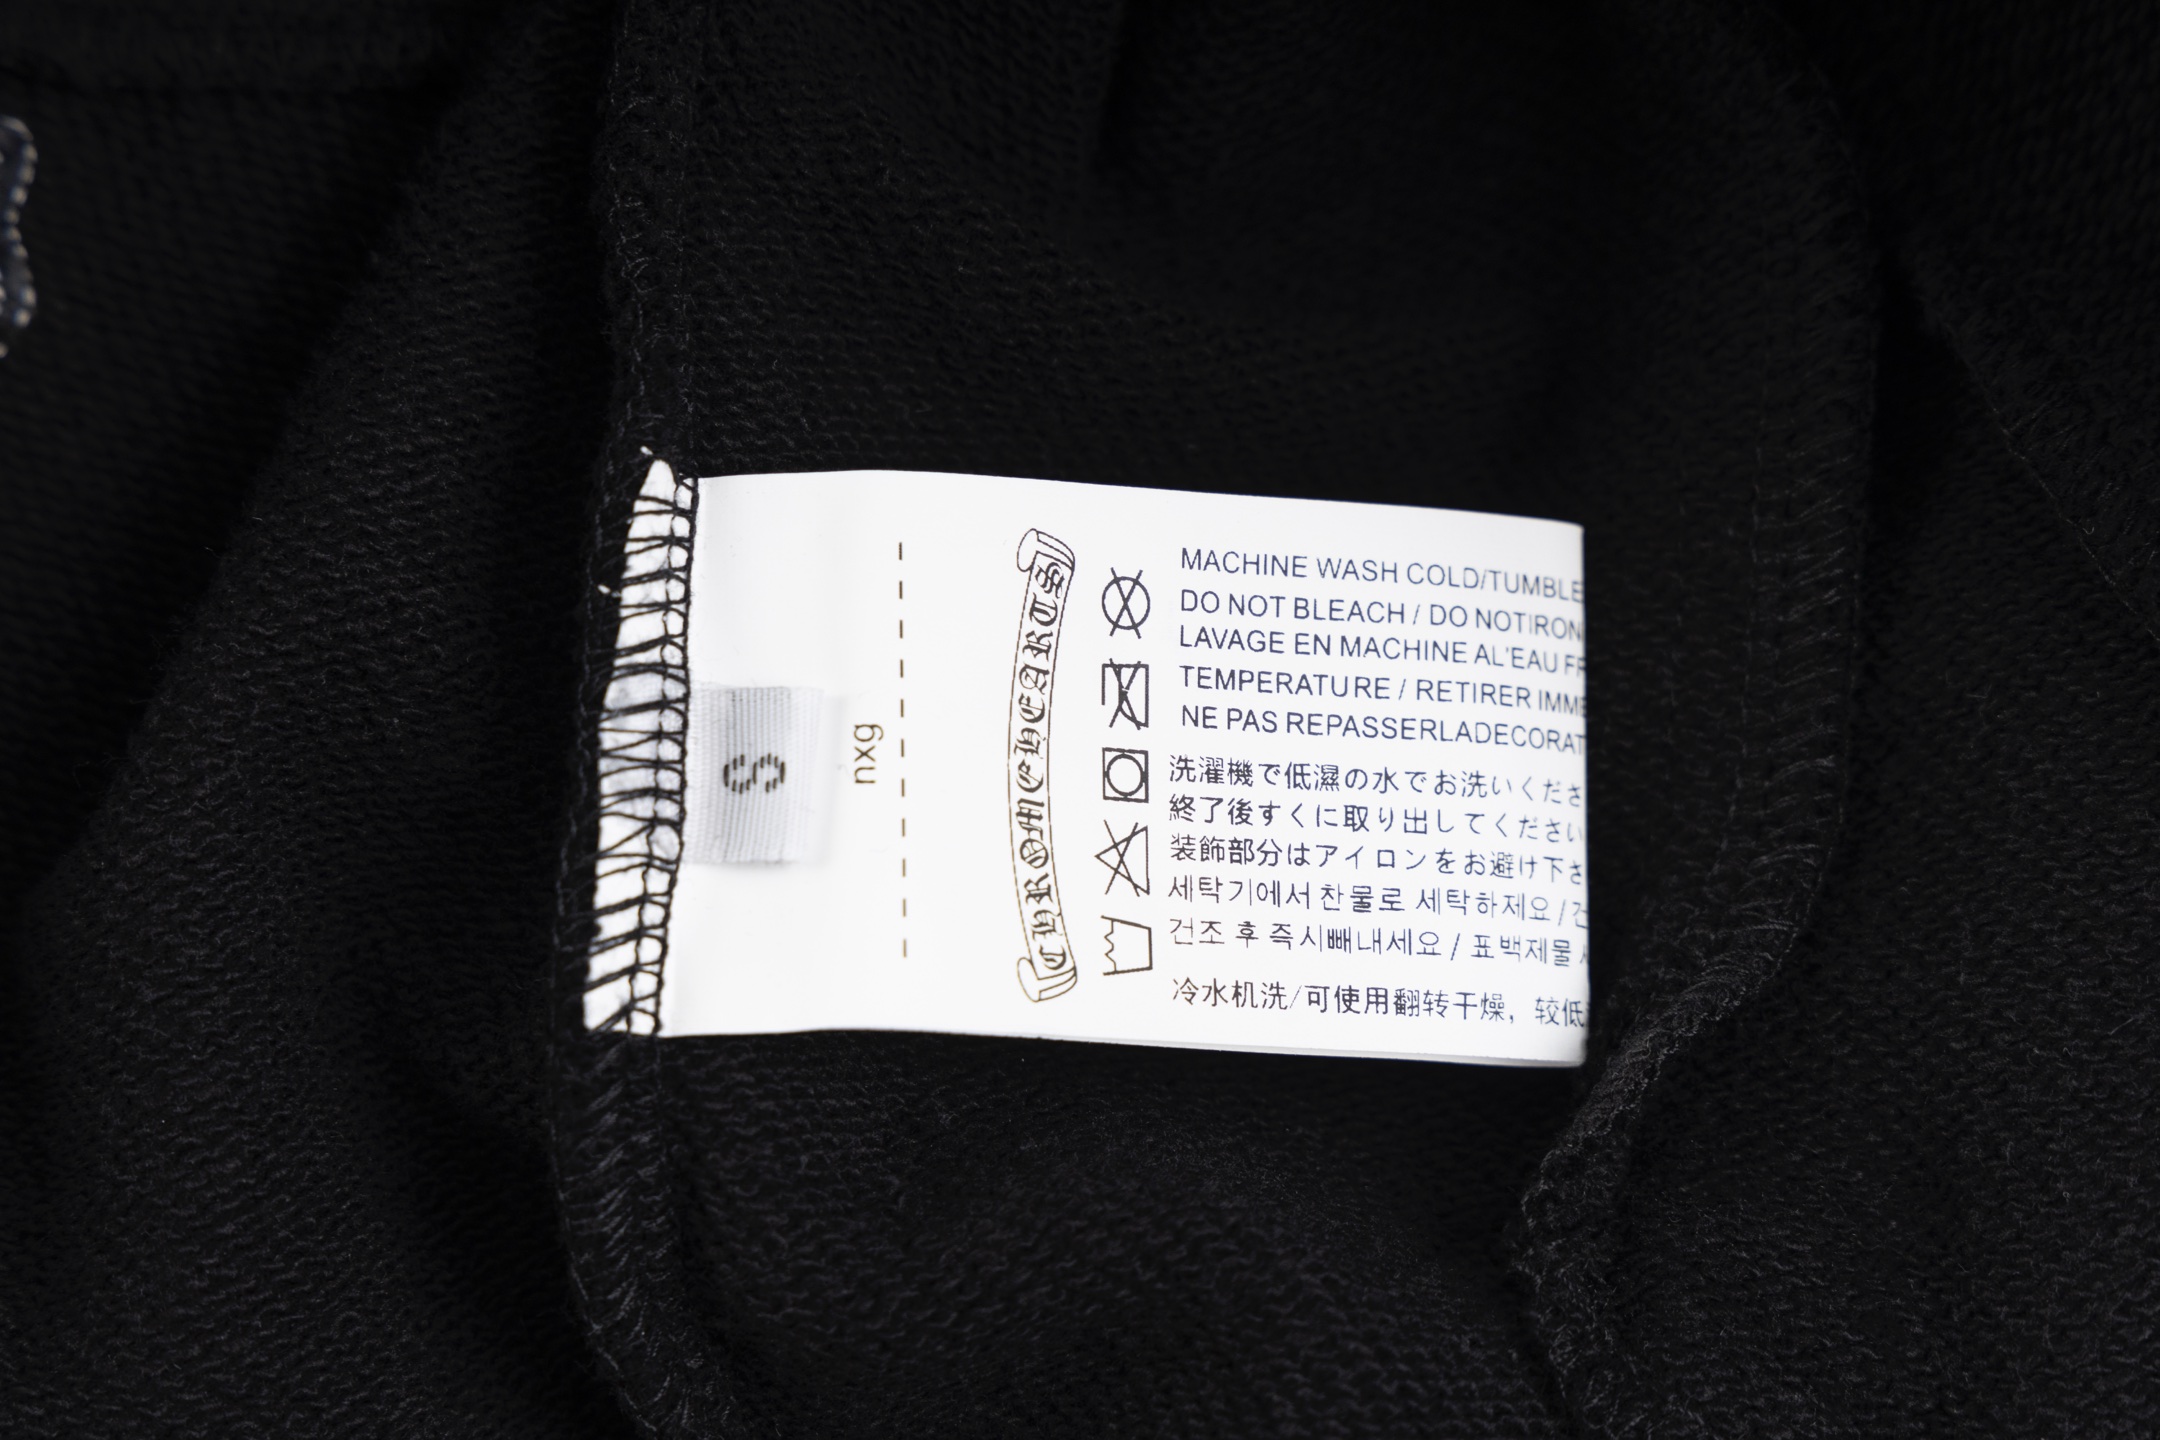 S
nxg
CHROME HEARTS
MACHINE WASH COLD/TUMBLE
DO NOT BLEACH / DO NOTIRON
LAVAGE EN MACHINE AL'EAU FR
TEMPERATURE / RETIRER IMME
NE PAS REPASSERLADECORAT
洗濯機で低濕の水でお洗いくださ
終了後すくに取り出してください
装飾部分はアイロンをお避け下さ
세탁기에서 찬물로 세탁하제요 / 건
건조 후 즉시빼내세요 / 표백제물
冷水机洗/可使用翻转干燥，较低